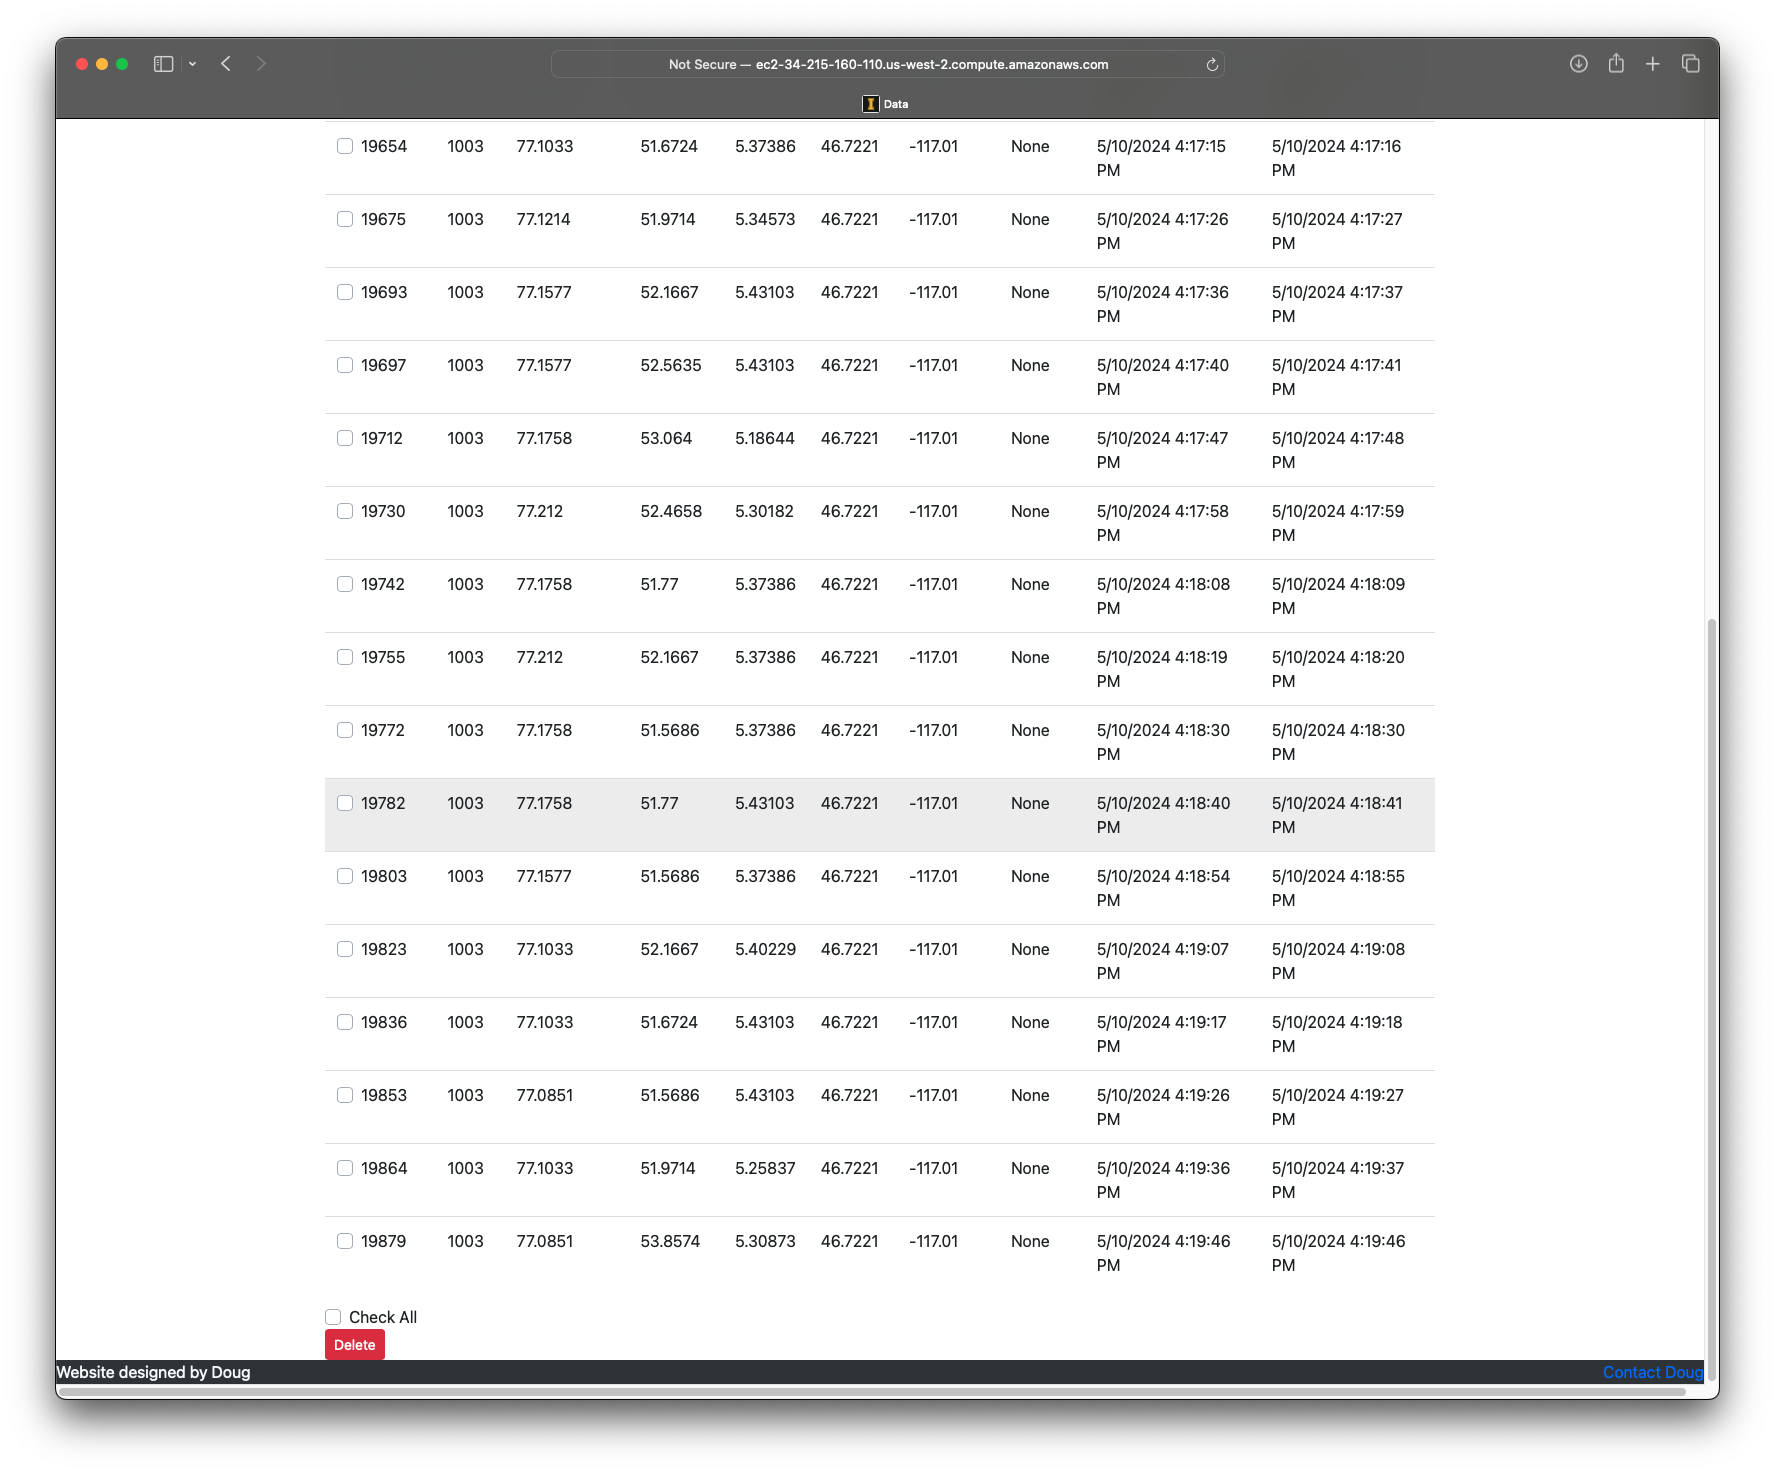 Not Secure — ec2-34-215-160-110.us-west-2.compute.amazonaws.com
I Data
19654 1003 77.1033 51.6724 5.37386 46.7221 -117.01 None 5/10/2024 4:17:15 5/10/2024 4:17:16
PM PM
19675 1003 77.1214 51.9714 5.34573 46.7221 -117.01 None 5/10/2024 4:17:26 5/10/2024 4:17:27
PM PM
19693 1003 77.1577 52.1667 5.43103 46.7221 -117.01 None 5/10/2024 4:17:36 5/10/2024 4:17:37
PM PM
19697 1003 77.1577 52.5635 5.43103 46.7221 -117.01 None 5/10/2024 4:17:40 5/10/2024 4:17:41
PM PM
19712 1003 77.1758 53.064 5.18644 46.7221 -117.01 None 5/10/2024 4:17:47 5/10/2024 4:17:48
PM PM
19730 1003 77.212 52.4658 5.30182 46.7221 -117.01 None 5/10/2024 4:17:58 5/10/2024 4:17:59
PM PM
19742 1003 77.1758 51.77 5.37386 46.7221 -117.01 None 5/10/2024 4:18:08 5/10/2024 4:18:09
PM PM
19755 1003 77.212 52.1667 5.37386 46.7221 -117.01 None 5/10/2024 4:18:19 5/10/2024 4:18:20
PM PM
19772 1003 77.1758 51.5686 5.37386 46.7221 -117.01 None 5/10/2024 4:18:30 5/10/2024 4:18:30
PM PM
19782 1003 77.1758 51.77 5.43103 46.7221 -117.01 None 5/10/2024 4:18:40 5/10/2024 4:18:41
PM PM
19803 1003 77.1577 51.5686 5.37386 46.7221 -117.01 None 5/10/2024 4:18:54 5/10/2024 4:18:55
PM PM
19823 1003 77.1033 52.1667 5.40229 46.7221 -117.01 None 5/10/2024 4:19:07 5/10/2024 4:19:08
PM PM
19836 1003 77.1033 51.6724 5.43103 46.7221 -117.01 None 5/10/2024 4:19:17 5/10/2024 4:19:18
PM PM
19853 1003 77.0851 51.5686 5.43103 46.7221 -117.01 None 5/10/2024 4:19:26 5/10/2024 4:19:27
PM PM
19864 1003 77.1033 51.9714 5.25837 46.7221 -117.01 None 5/10/2024 4:19:36 5/10/2024 4:19:37
PM PM
19879 1003 77.0851 53.8574 5.30873 46.7221 -117.01 None 5/10/2024 4:19:46 5/10/2024 4:19:46
PM PM
Check All
Delete
Website designed by Doug Contact Doug